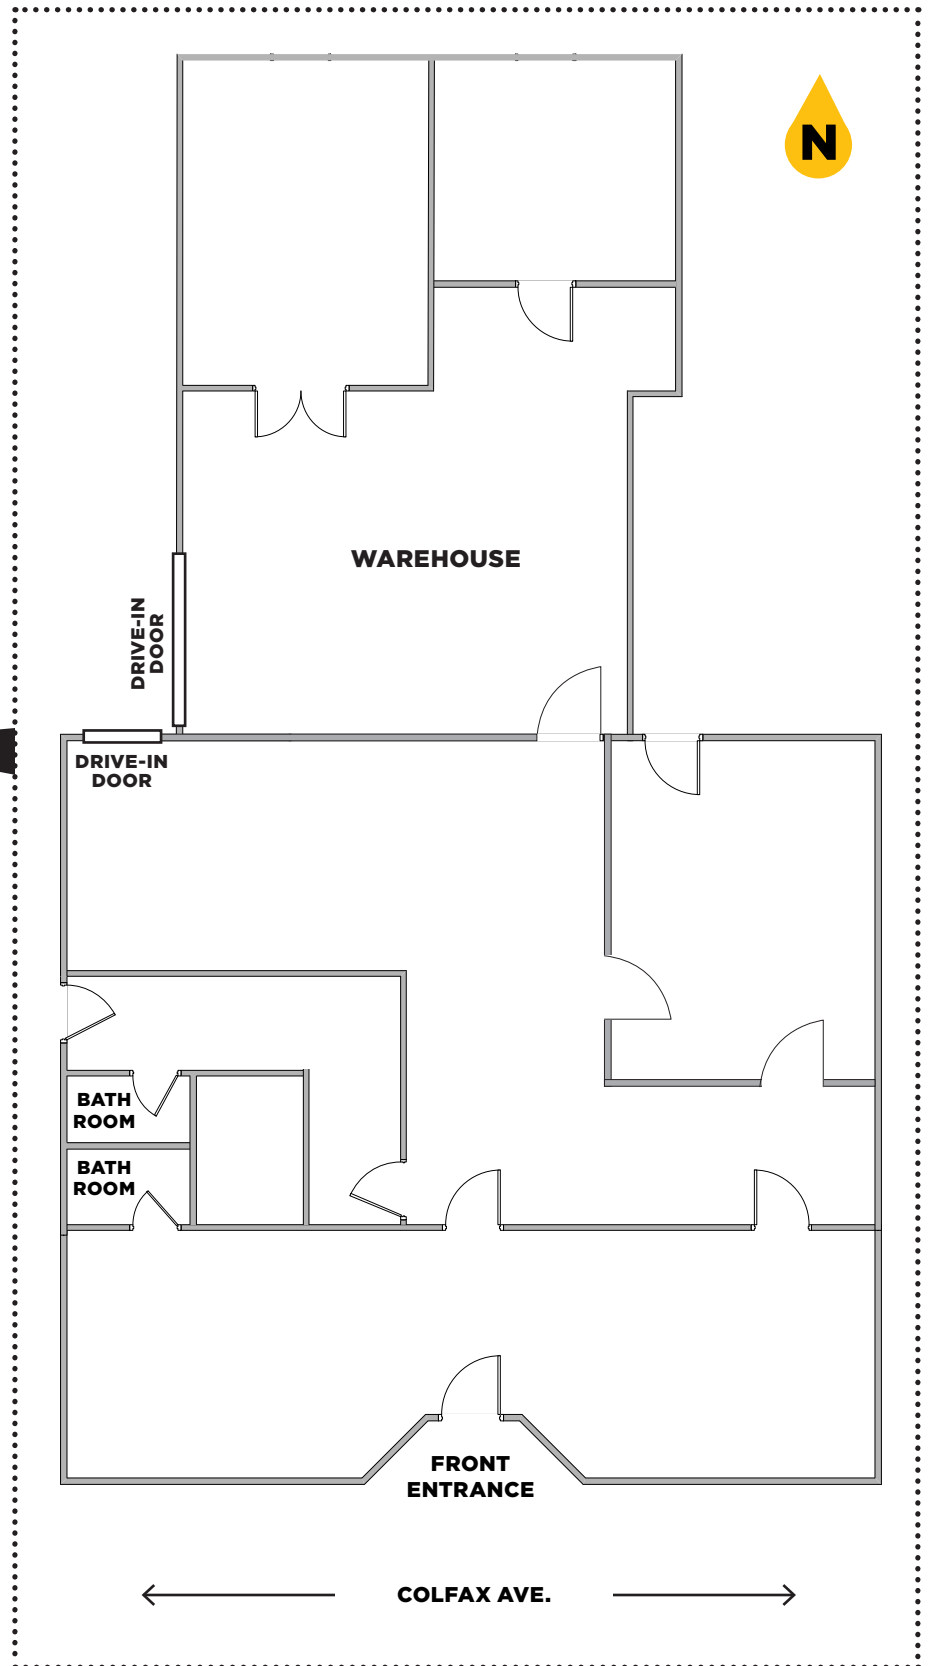 N
WAREHOUSE
DRIVE-IN
DOOR
DRIVE-IN
DOOR
BATH
ROOM
BATH
ROOM
FRONT
ENTRANCE
COLFAX AVE.